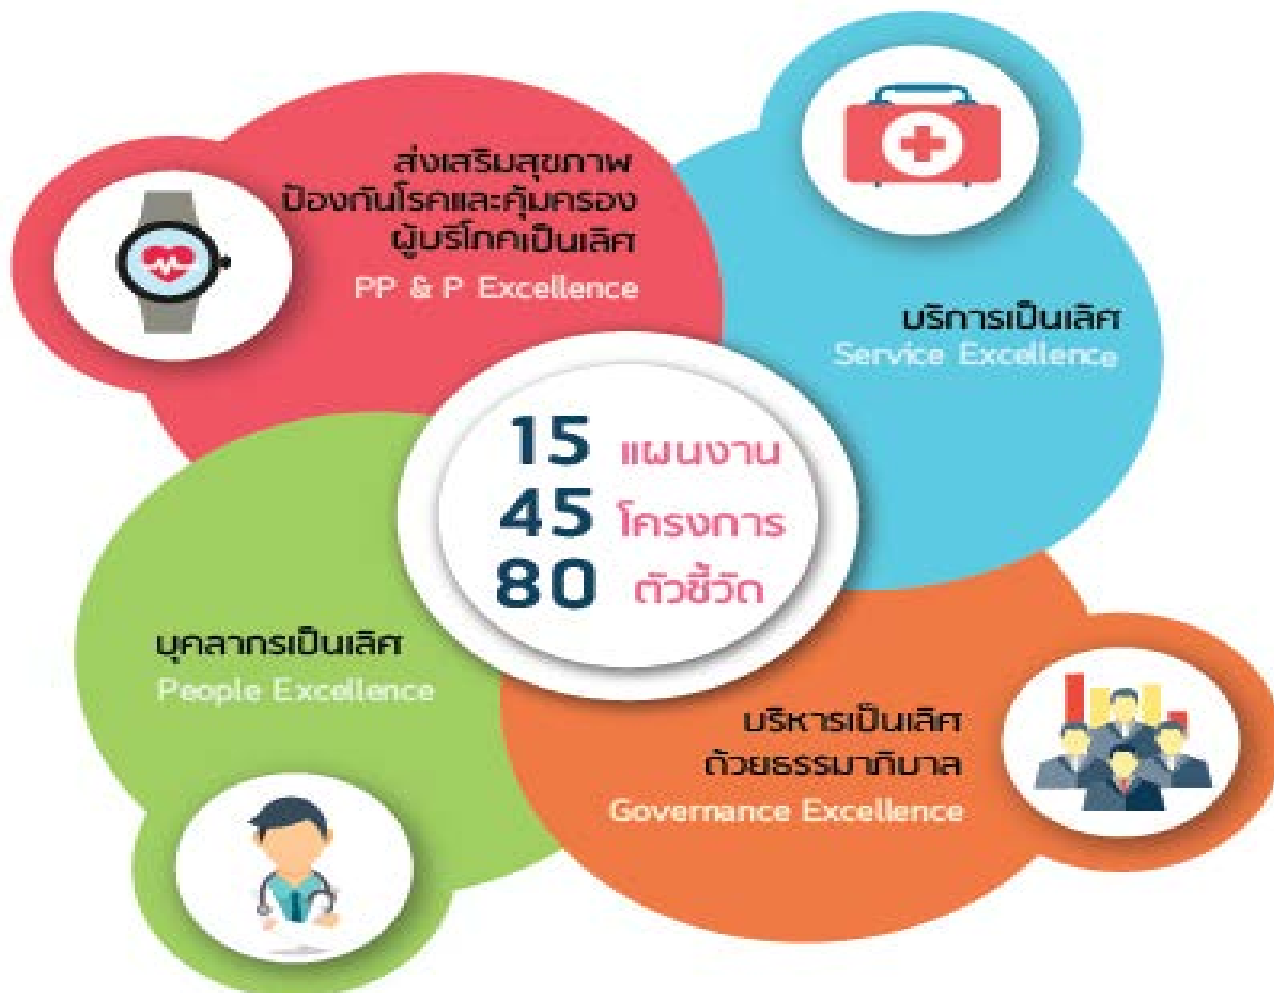 ส่งเสริมสุขภาพ
ป้องกันโรคและคุ้มครอง
ผู้บริโภคเป็นเลิศ
PP & P Excellence
บริการเป็นเลิศ
Service Excellence
15 แผนงาน
45 โครงการ
80 ตัวชี้วัด
บุคลากรเป็นเลิศ
People Excellence
บริหารเป็นเลิศ
ด้วยธรรมาภิบาล
Governance Excellence